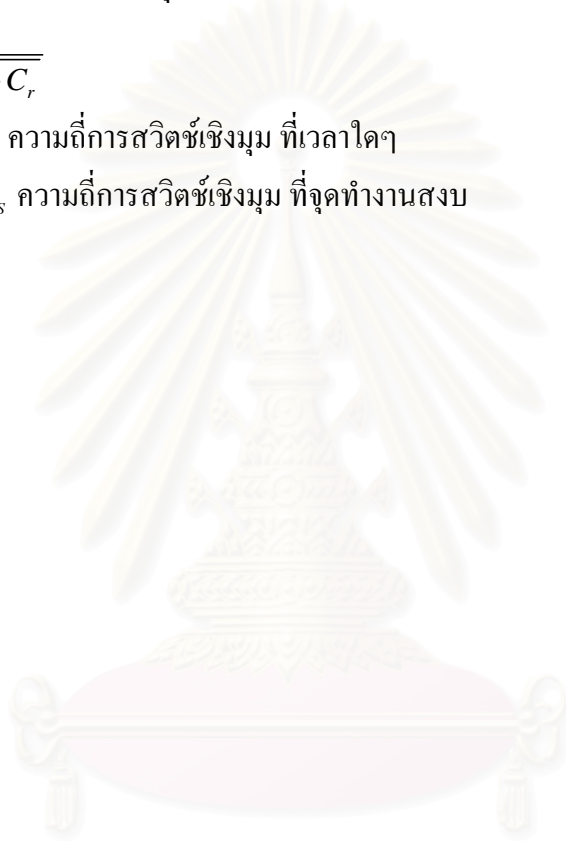 C_r
ความถี่การสวิตช์เชิงมุม ที่เวลาใดๆ
s ความถี่การสวิตช์เชิงมุม ที่จุดทำงานสงบ